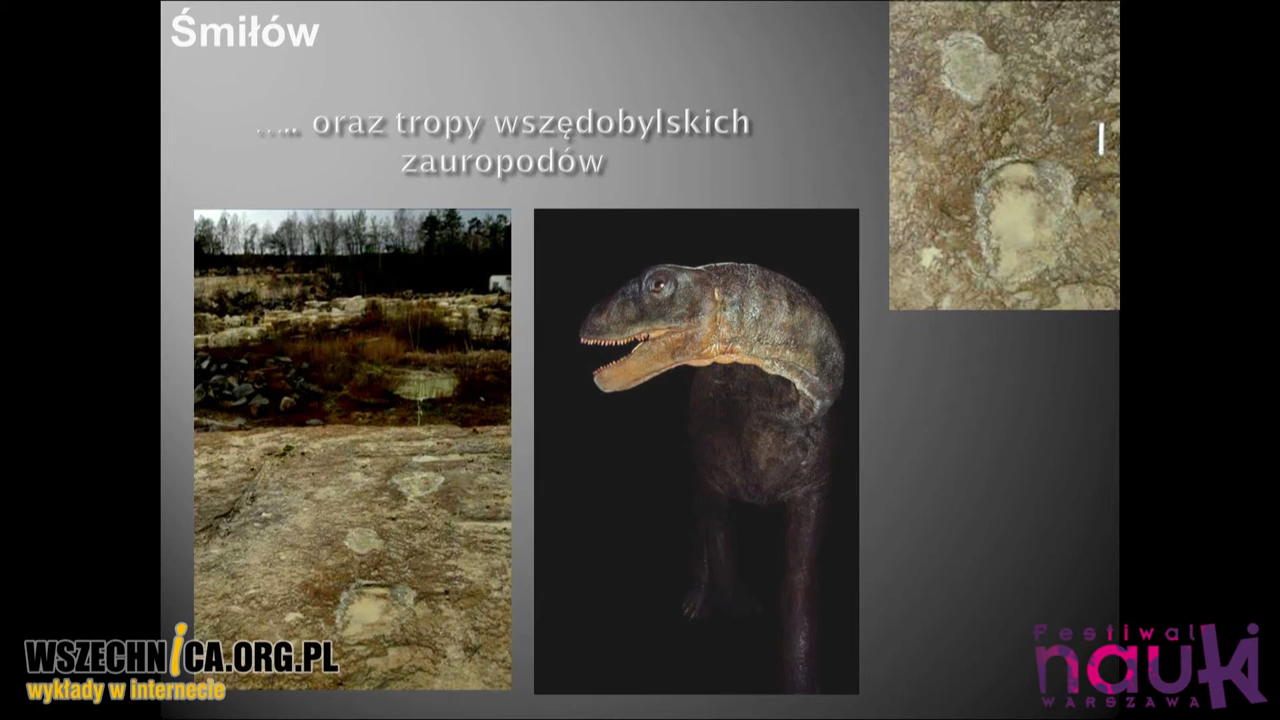 Śmiłów
….. oraz tropy wszędobylskich
zauropodów
WSZECHNiCA.ORG.PL
wykłady w internecie
Festiwal
nauki
WARSZAWA